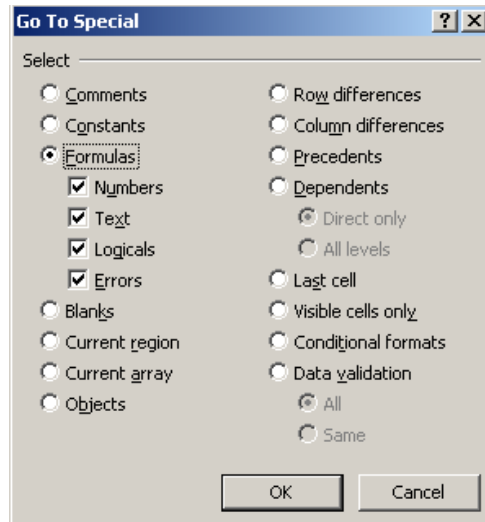 Go To Special
Select
Comments
Constants
Formulas
Numbers
Text
Logicals
Errors
Blanks
Current region
Current array
Objects
Row differences
Column differences
Precedents
Dependents
Direct only
All levels
Last cell
Visible cells only
Conditional formats
Data validation
All
Same
OK
Cancel